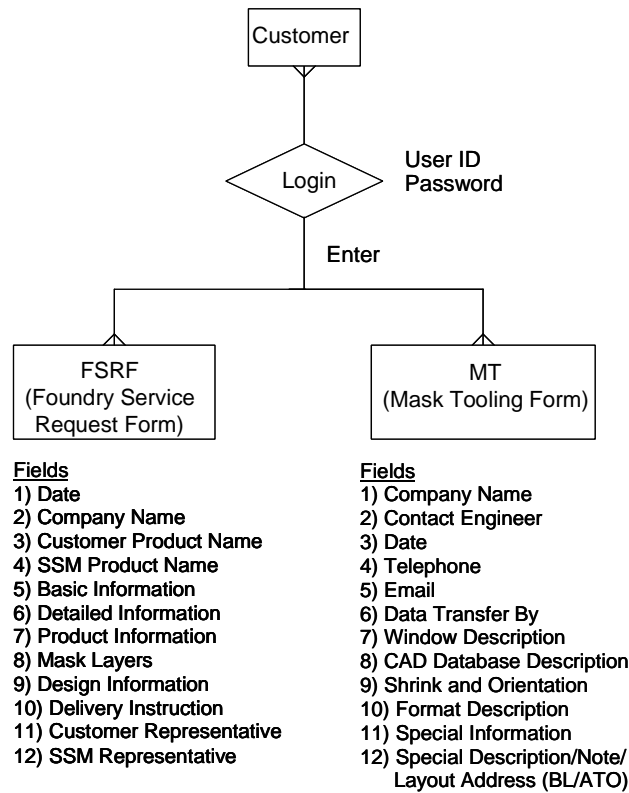 Customer
Login
User ID
Password
Enter
FSRF
(Foundry Service
Request Form)
MT
(Mask Tooling Form)
Fields
1) Date
2) Company Name
3) Customer Product Name
4) SSM Product Name
5) Basic Information
6) Detailed Information
7) Product Information
8) Mask Layers
9) Design Information
10) Delivery Instruction
11) Customer Representative
12) SSM Representative
Fields
1) Company Name
2) Contact Engineer
3) Date
4) Telephone
5) Email
6) Data Transfer By
7) Window Description
8) CAD Database Description
9) Shrink and Orientation
10) Format Description
11) Special Information
12) Special Description/Note/
Layout Address (BL/ATO)